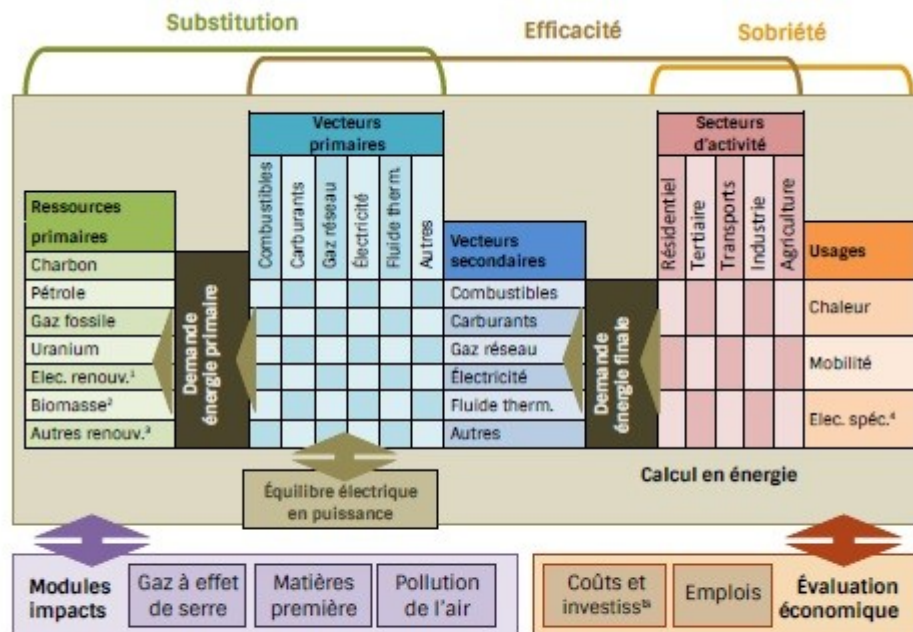 Substitution
Efficacité
Sobriété
Vecteurs
primaires
Secteurs
d'activité
Combustibles
Carburants
Gaz réseau
Électricité
Fluide therm.
Autres
Résidentiel
Tertiaire
Transports
Industrie
Agriculture
Ressources
primaires
Charbon
Pétrole
Gaz fossile
Uranium
Elec. renouv.¹
Biomasse²
Autres renouv.³
Demande
énergie primaire
Vecteurs
secondaires
Combustibles
Carburants
Gaz réseau
Électricité
Fluide therm.
Autres
Demande
énergie finale
Usages
Chaleur
Mobilité
Elec. spéc.⁴
Équilibre électrique
en puissance
Calcul en énergie
Modules
impacts
Gaz à effet
de serre
Matières
première
Pollution
de l'air
Coûts et
investiss⁵
Emplois
Évaluation
économique